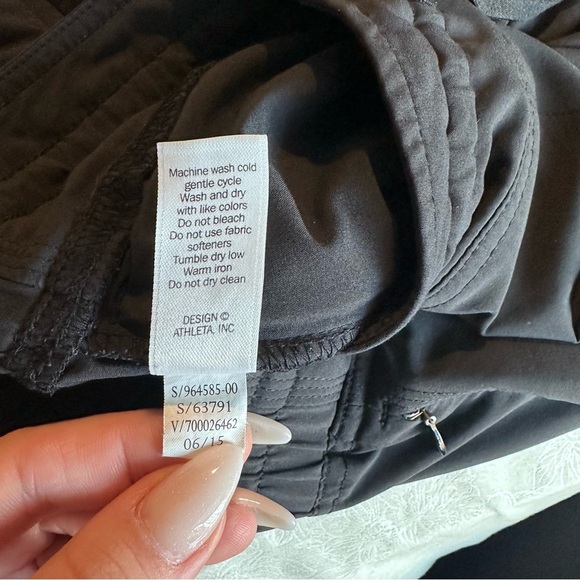 Machine wash cold
gentle cycle
Wash and dry
with like colors
Do not bleach
Do not use fabric
softeners
Tumble dry low
Warm iron
Do not dry clean
DESIGN ©
ATHLETA, INC
S/964585-00
S/63791
V/700026462
06/15